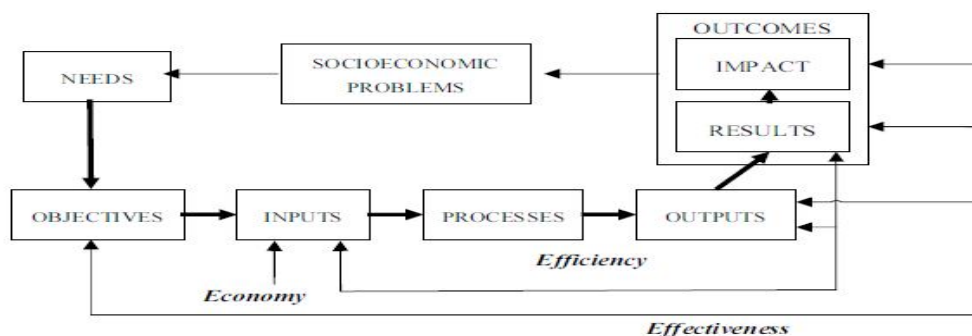 OUTCOMES
NEEDS
SOCIOECONOMIC
PROBLEMS
IMPACT
RESULTS
OBJECTIVES
INPUTS
PROCESSES
OUTPUTS
Efficiency
Economy
Effectiveness